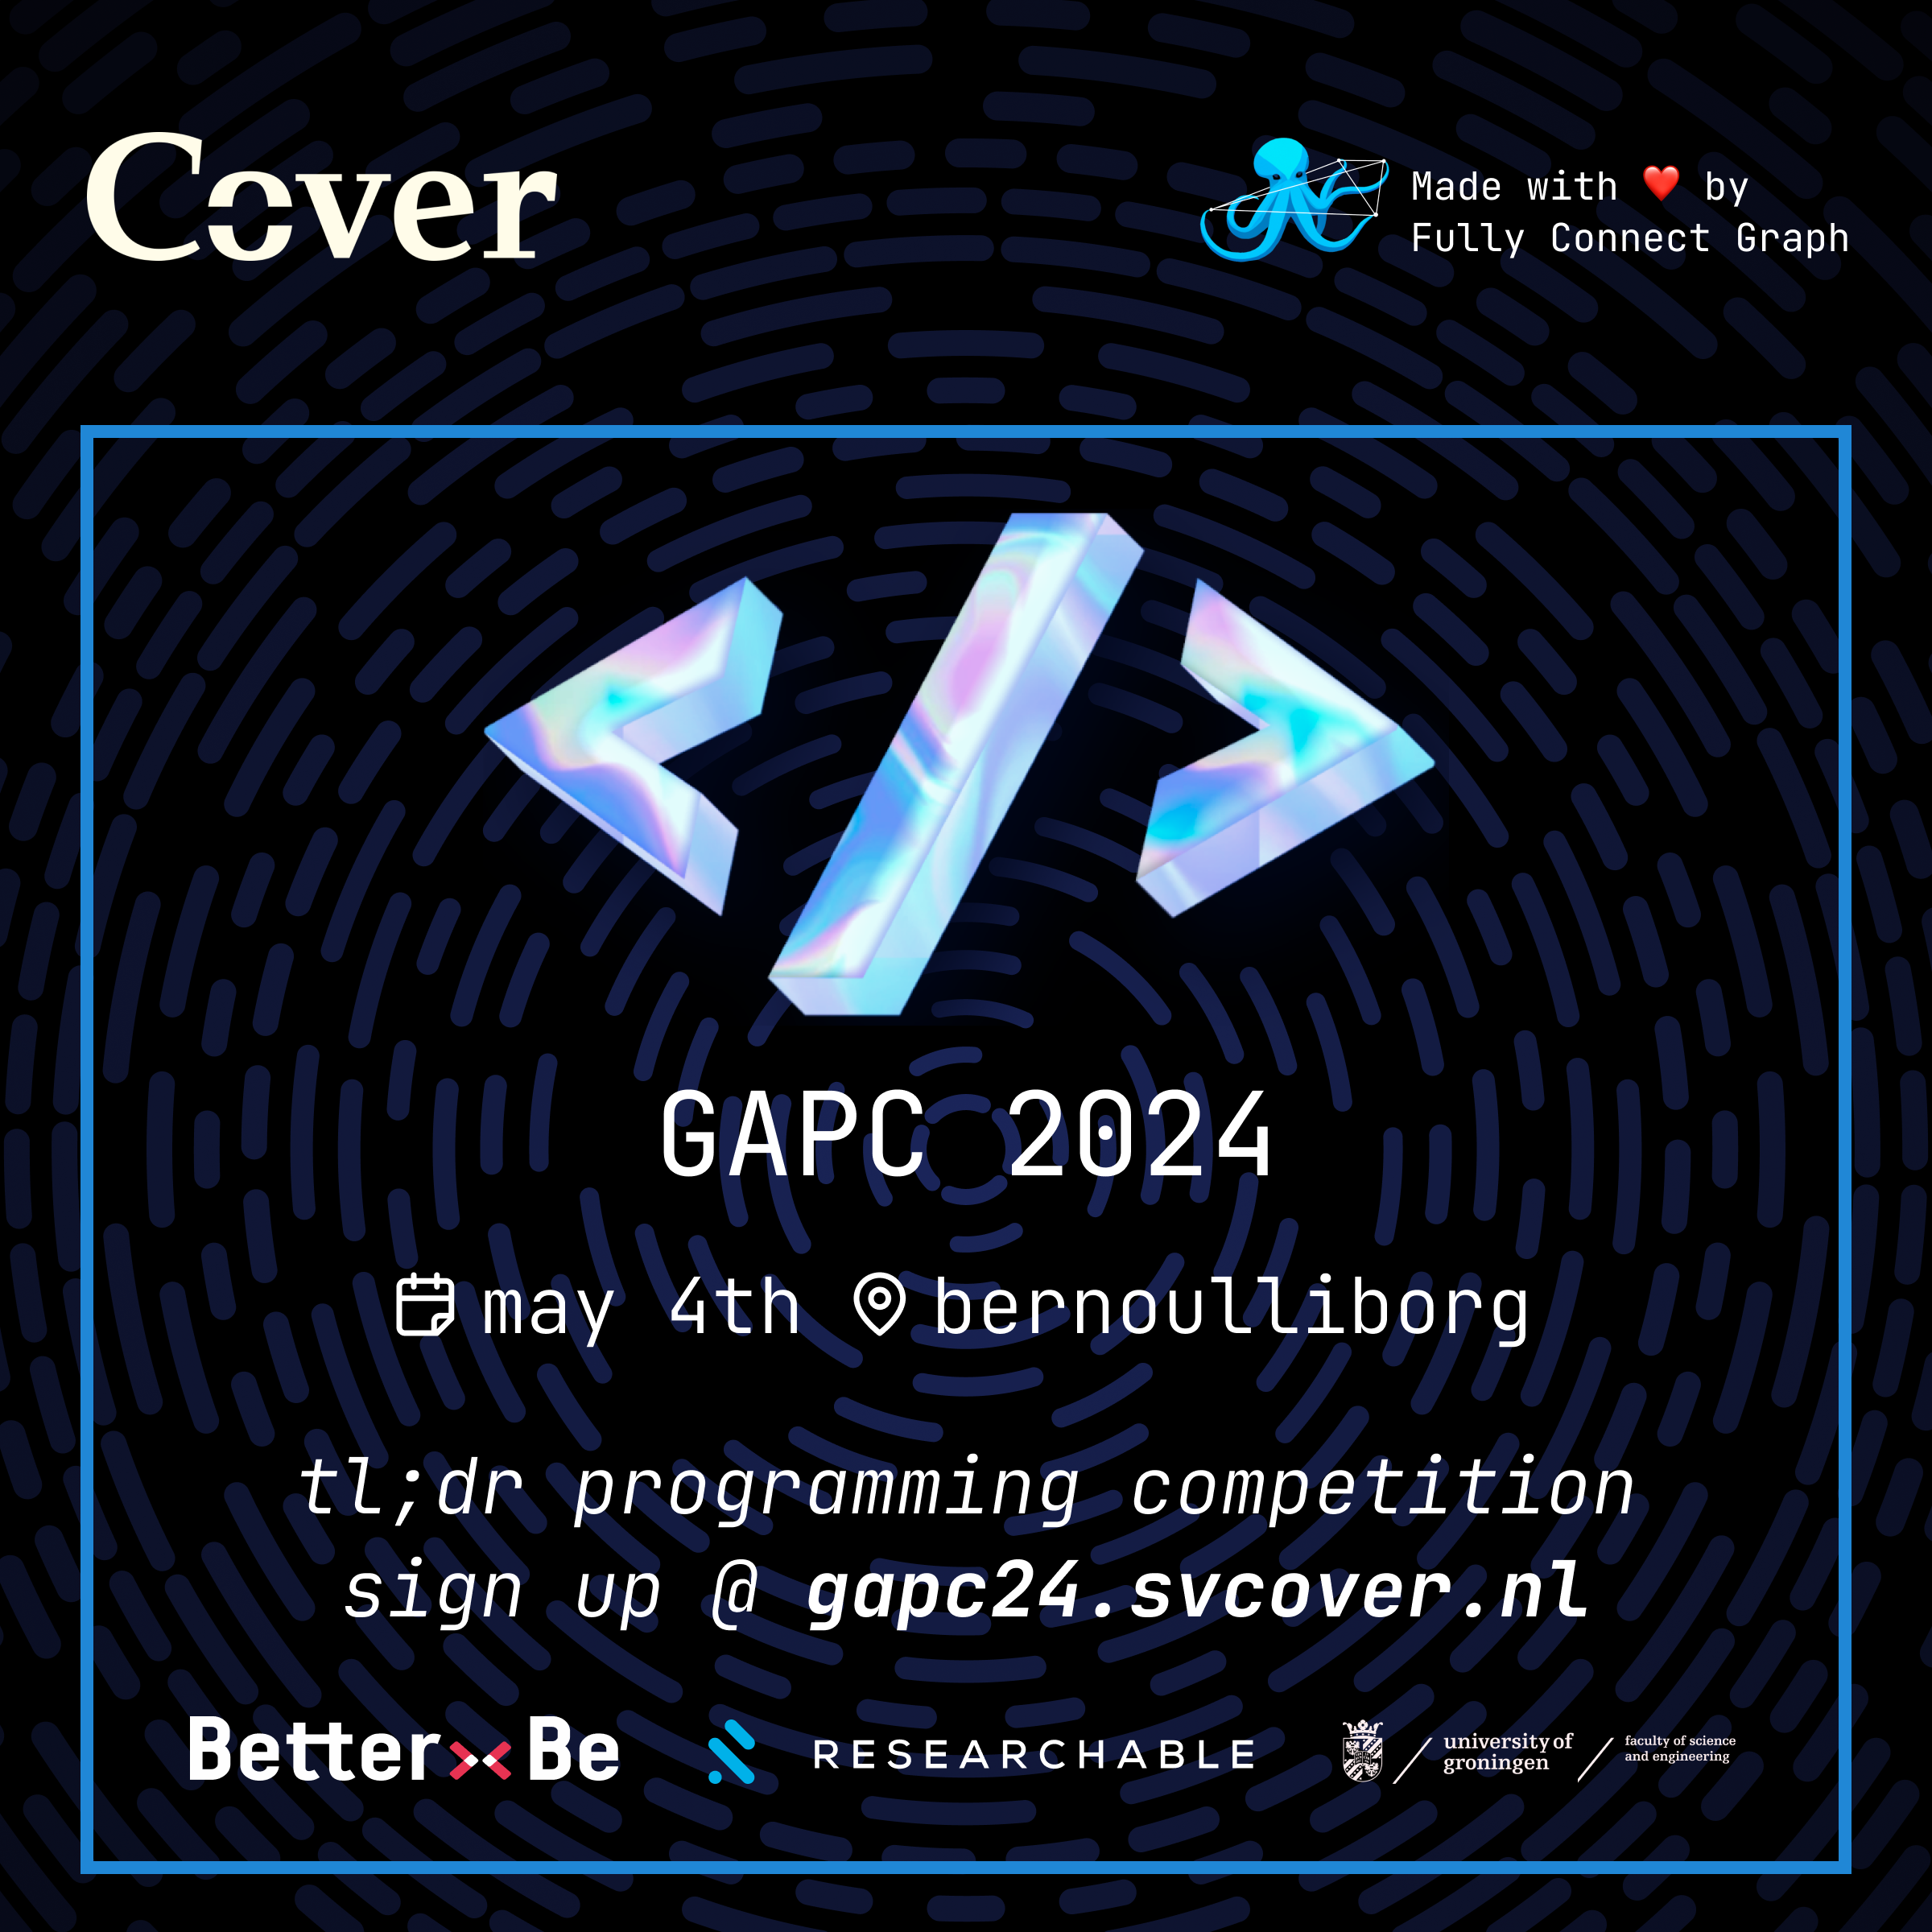 Cover
Made with ❤️ by
Fully Connect Graph
</>
GAPC 2024
may 4th bernoulliborg
tl;dr programming competition
sign up @ gapc24.svcover.nl
Better Be
RESEARCHABLE
university of
groningen
faculty of science
and engineering